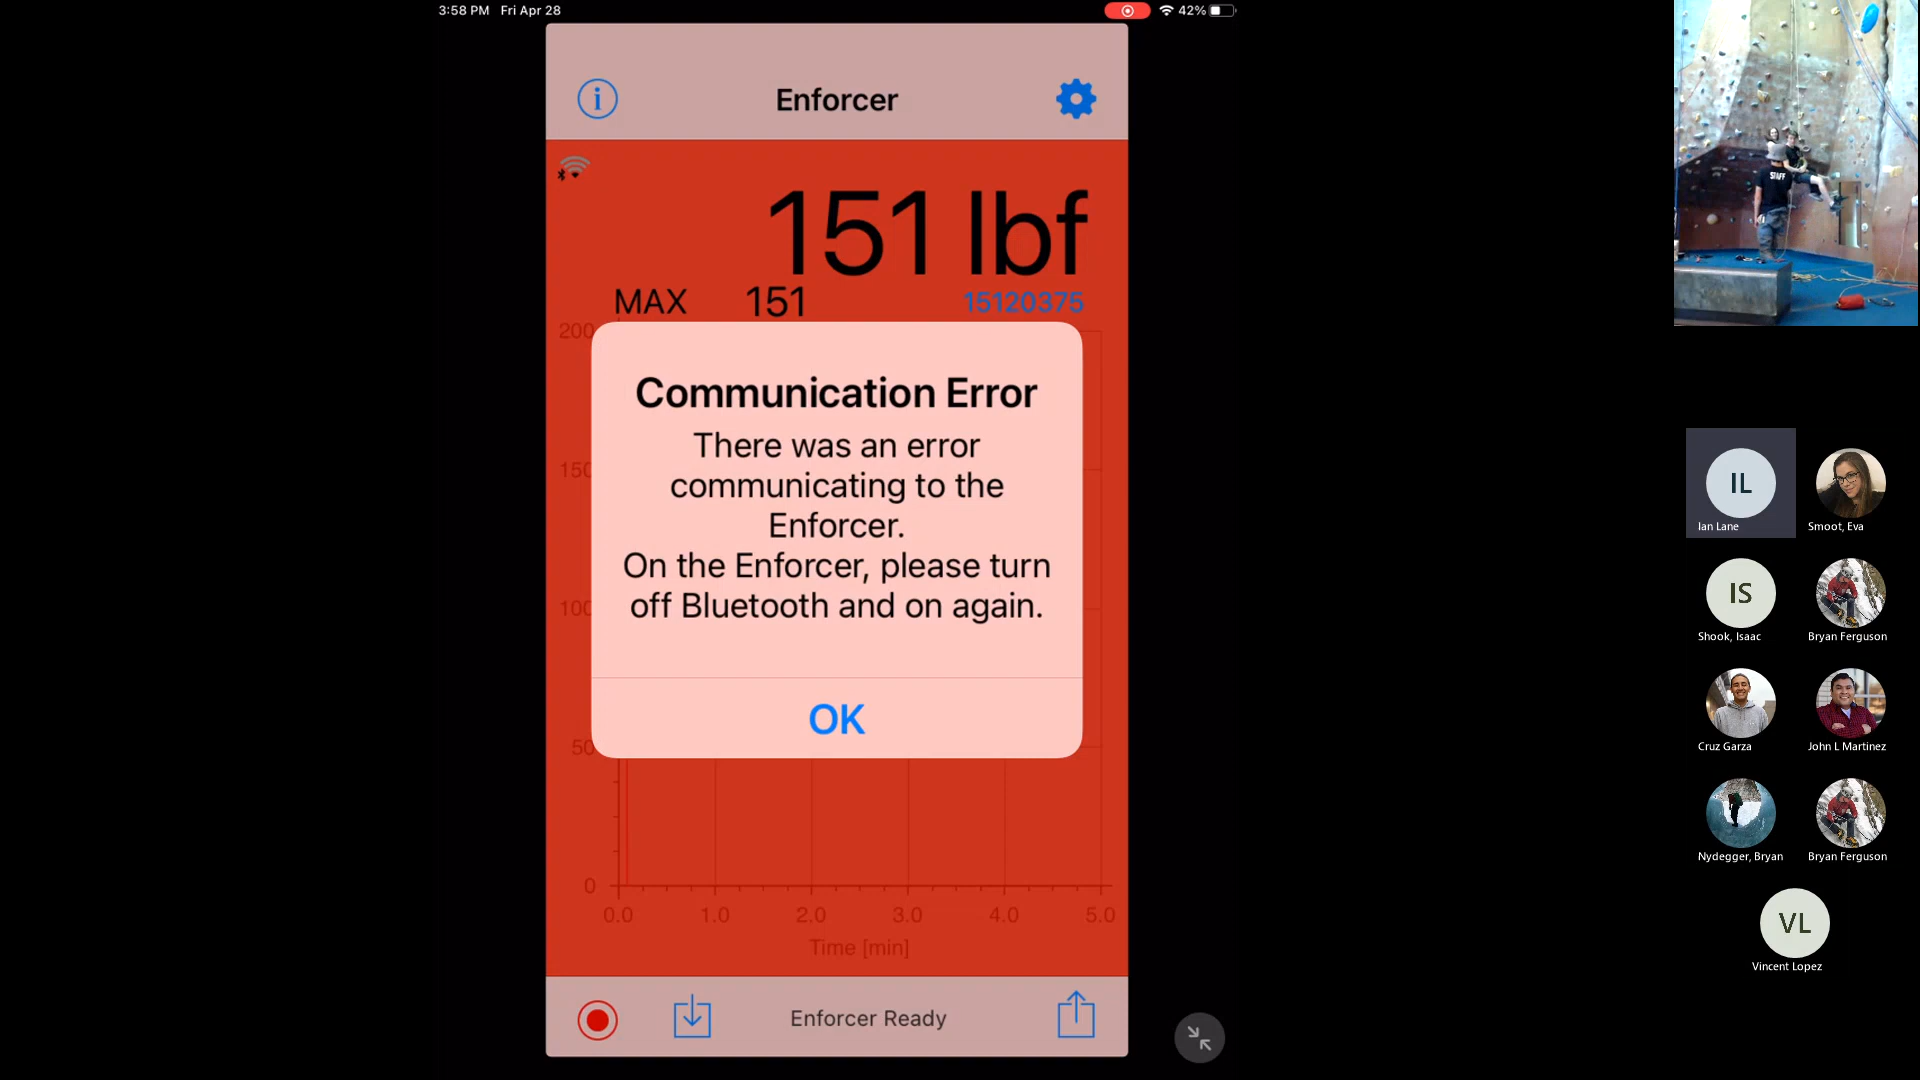 3:58 PM Fri Apr 28
42%
Enforcer
151 lbf
MAX 151 15120375
200
150
100
50
0
Communication Error
There was an error
communicating to the
Enforcer.
On the Enforcer, please turn
off Bluetooth and on again.
OK
0.0 1.0 2.0 3.0 4.0 5.0
Time [min]
Enforcer Ready
STAFF
IL
Ian Lane
Smoot, Eva
IS
Shook, Isaac
Bryan Ferguson
Cruz Garza
John L Martinez
Nydegger, Bryan
Bryan Ferguson
VL
Vincent Lopez